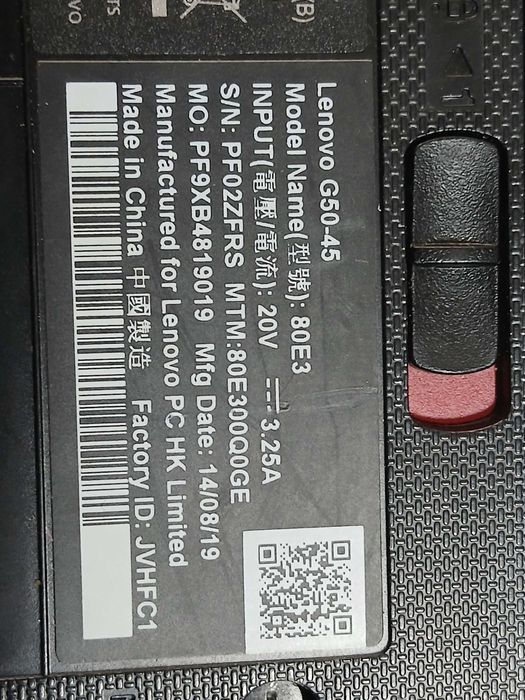 Lenovo G50-45
Model Name(型號): 80E3
INPUT(電壓/電流): 20V ⎓ 3.25A
S/N: PF02ZFRS MTM:80E300Q0GE
MO: PF9XB4819019 Mfg Date: 14/08/19
Manufactured for Lenovo PC HK Limited
Made in China 中國製造 Factory ID: JVHFC1